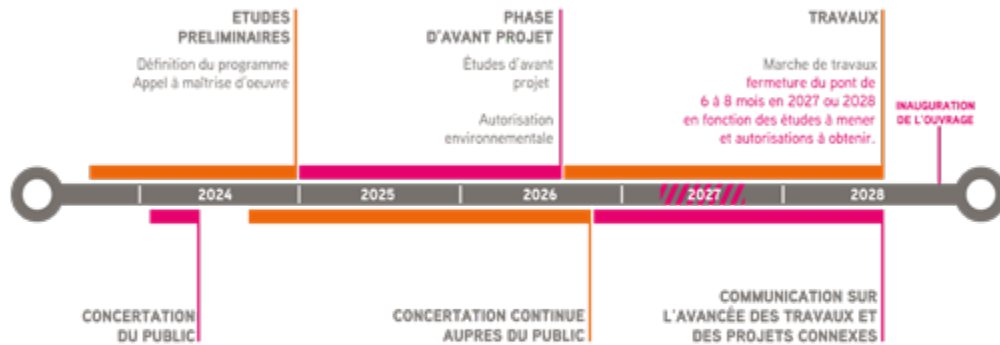 ETUDES
PRELIMINAIRES
Définition du programme
Appel à maîtrise d'oeuvre
PHASE
D'AVANT PROJET
Études d'avant
projet
Autorisation
environnementale
TRAVAUX
Marche de travaux
fermeture du pont de
6 à 8 mois en 2027 ou 2028
en fonction des études à mener
et autorisations à obtenir.
INAUGURATION
DE L'OUVRAGE
2024
2025
2026
2027
2028
CONCERTATION
DU PUBLIC
CONCERTATION CONTINUE
AUPRES DU PUBLIC
COMMUNICATION SUR
L'AVANCÉE DES TRAVAUX ET
DES PROJETS CONNEXES